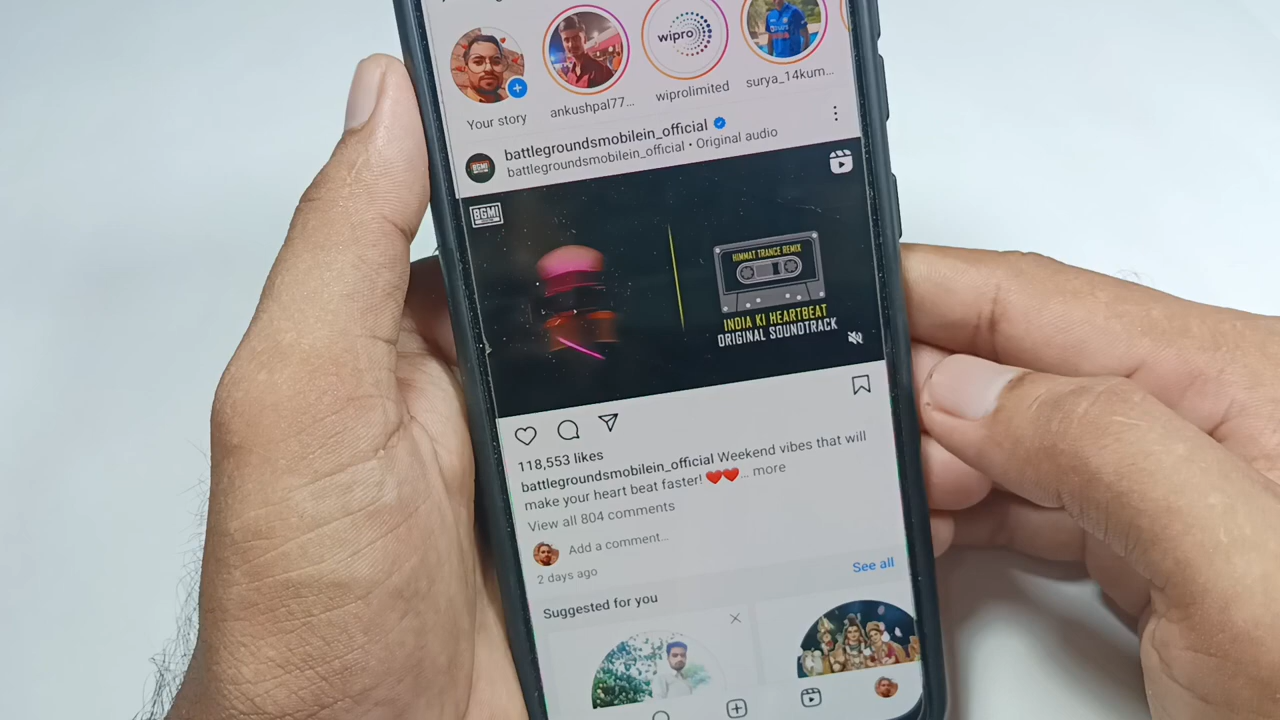 wipro
Your story
ankushpal77...
wiprolimited
surya_14kum...
battlegroundsmobilein_official
battlegroundsmobilein_official • Original audio
BGMI
BGMI
HIMMAT TRANCE REMIX
INDIA KI HEARTBEAT
ORIGINAL SOUNDTRACK
118,553 likes
battlegroundsmobilein_official Weekend vibes that will
make your heart beat faster! ❤️❤️... more
View all 804 comments
Add a comment...
2 days ago
See all
Suggested for you